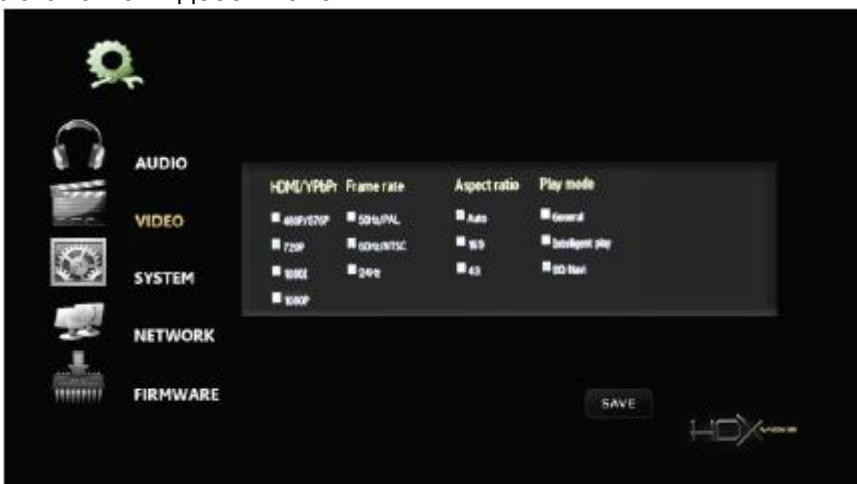 AUDIO
VIDEO
SYSTEM
NETWORK
FIRMWARE
HDMI/YPbPr Frame rate Aspect ratio Play mode
480P/576P 50Hz/PAL Auto General
720P 60Hz/NTSC 16:9 Intelligent play
1080I 24Hz 4:3 BD Navi
1080P
SAVE
HDX